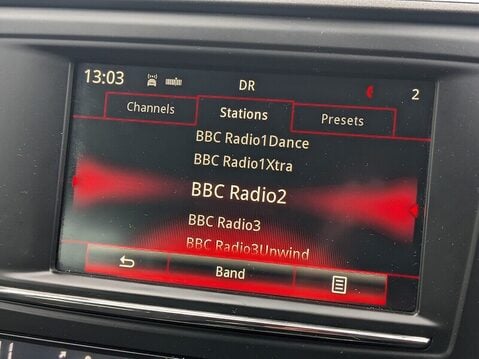 13:03 DR 2
Channels Stations Presets
BBC Radio1Dance
BBC Radio1Xtra
BBC Radio2
BBC Radio3
BBC Radio3Unwind
Band